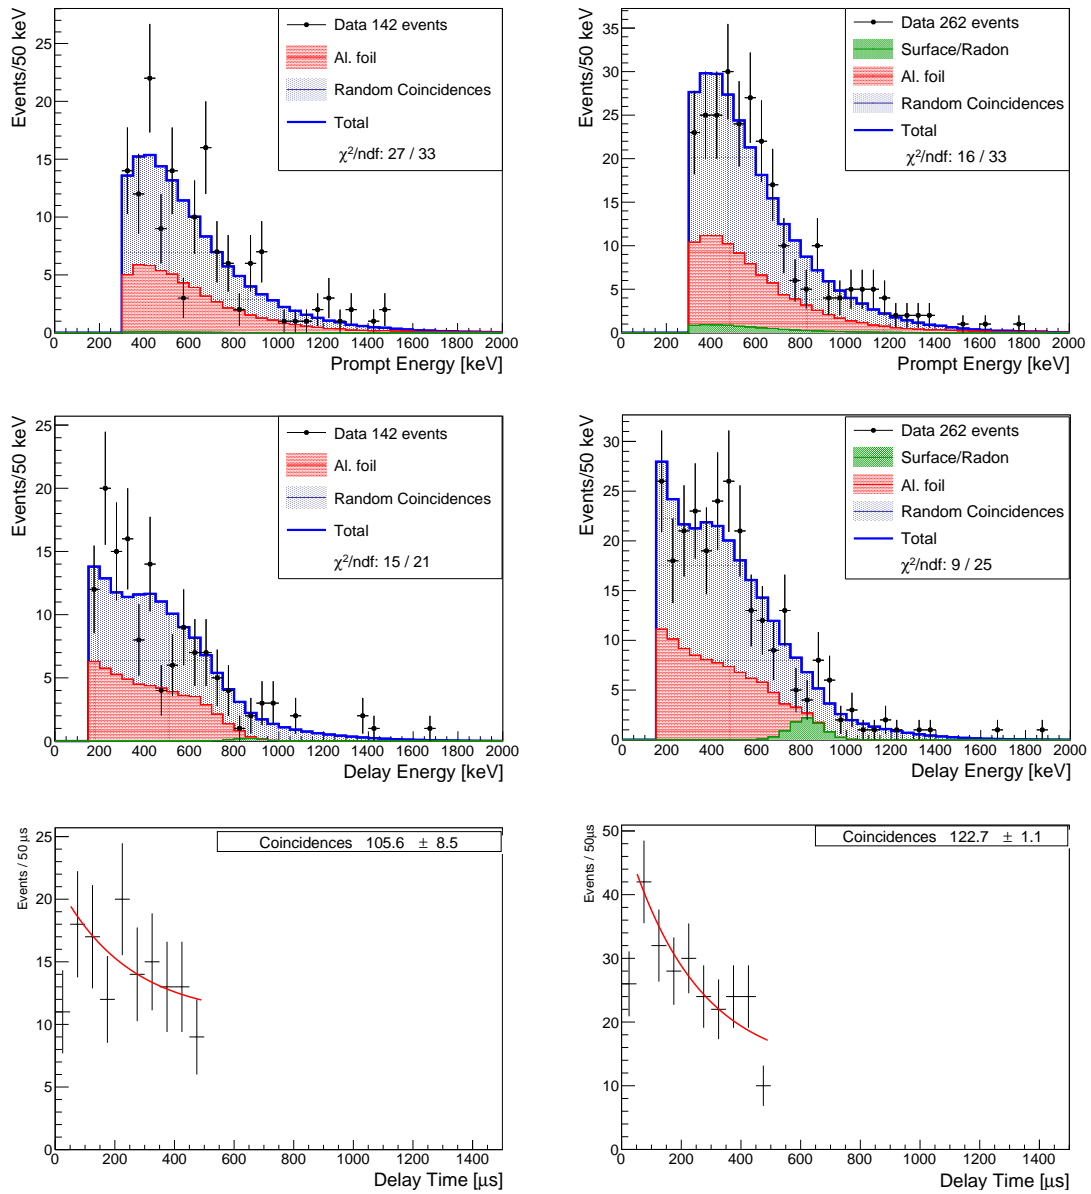 Events/50 keV
25
20
15
10
5
0
Data 142 events
Al. foil
Random Coincidences
Total
χ²/ndf: 27 / 33
0 200 400 600 800 1000 1200 1400 1600 1800 2000
Prompt Energy [keV]
Events/50 keV
35
30
25
20
15
10
5
0
Data 262 events
Surface/Radon
Al. foil
Random Coincidences
Total
χ²/ndf: 16 / 33
0 200 400 600 800 1000 1200 1400 1600 1800 2000
Prompt Energy [keV]
Events/50 keV
25
20
15
10
5
0
Data 142 events
Al. foil
Random Coincidences
Total
χ²/ndf: 15 / 21
0 200 400 600 800 1000 1200 1400 1600 1800 2000
Delay Energy [keV]
Events/50 keV
30
25
20
15
10
5
0
Data 262 events
Surface/Radon
Al. foil
Random Coincidences
Total
χ²/ndf: 9 / 25
0 200 400 600 800 1000 1200 1400 1600 1800 2000
Delay Energy [keV]
Events / 50μs
25
20
15
10
5
0
Coincidences 105.6 ± 8.5
0 200 400 600 800 1000 1200 1400
Delay Time [μs]
Events / 50μs
50
40
30
20
10
0
Coincidences 122.7 ± 1.1
0 200 400 600 800 1000 1200 1400
Delay Time [μs]